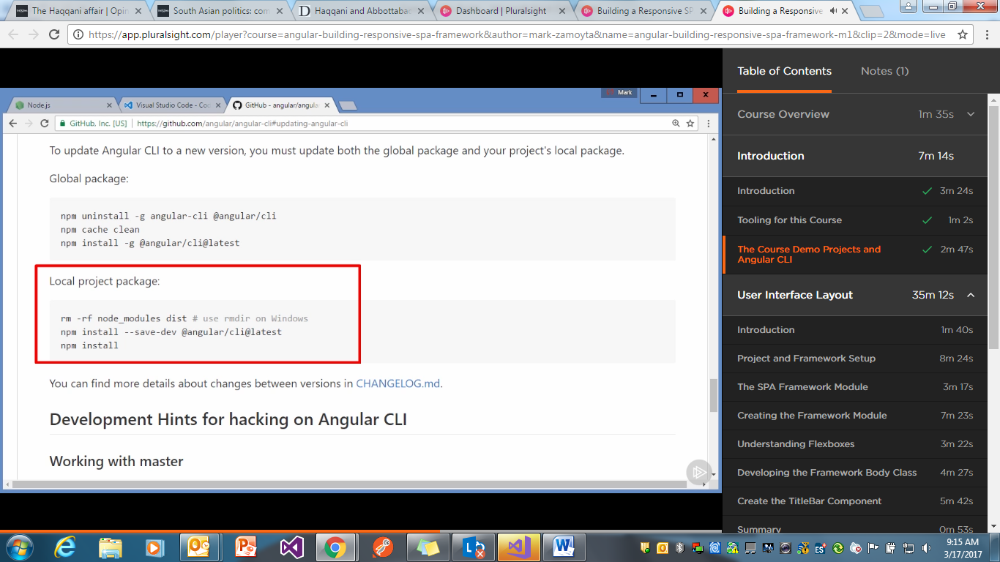 The Haqqani affair | Opin
South Asian politics: com
Haqqani and Abbottabad
Dashboard | Pluralsight
Building a Responsive SP
Building a Responsive
https://app.pluralsight.com/player?course=angular-building-responsive-spa-framework&author=mark-zamoyta&name=angular-building-responsive-spa-framework-m1&clip=2&mode=live
Mark
Node.js
Visual Studio Code - Cod
GitHub - angular/angular
GitHub, Inc. [US]
https://github.com/angular/angular-cli#updating-angular-cli
To update Angular CLI to a new version, you must update both the global package and your project's local package.
Global package:
npm uninstall -g angular-cli @angular/cli
npm cache clean
npm install -g @angular/cli@latest
Local project package:
rm -rf node_modules dist # use rmdir on Windows
npm install --save-dev @angular/cli@latest
npm install
You can find more details about changes between versions in CHANGELOG.md.
Development Hints for hacking on Angular CLI
Working with master
Table of Contents
Notes (1)
Course Overview 1m 35s
Introduction 7m 14s
Introduction 3m 24s
Tooling for this Course 1m 2s
The Course Demo Projects and 2m 47s
Angular CLI
User Interface Layout 35m 12s
Introduction 1m 40s
Project and Framework Setup 8m 24s
The SPA Framework Module 3m 17s
Creating the Framework Module 7m 23s
Understanding Flexboxes 3m 22s
Developing the Framework Body Class 4m 27s
Create the TitleBar Component 5m 42s
Summary 0m 53s
9:15 AM
3/17/2017